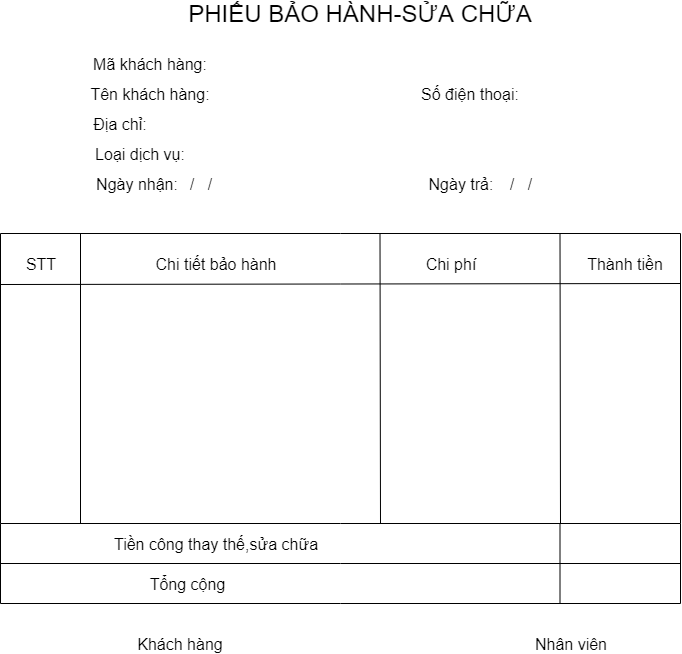 PHIẾU BẢO HÀNH-SỬA CHỮA
Mã khách hàng:
Tên khách hàng: Số điện thoại:
Địa chỉ:
Loại dịch vụ:
Ngày nhận: / / Ngày trả: / /
STT Chi tiết bảo hành Chi phí Thành tiền
Tiền công thay thế,sửa chữa
Tổng cộng
Khách hàng Nhân viên